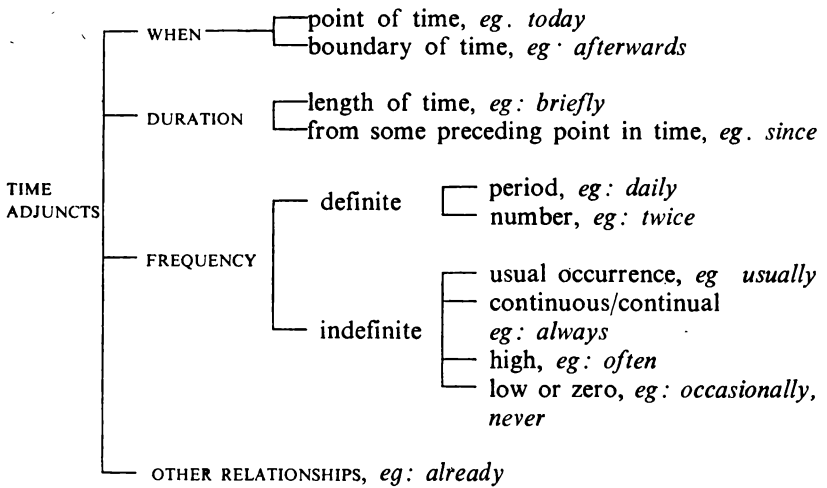 WHEN
point of time, eg. today
boundary of time, eg · afterwards
DURATION
length of time, eg: briefly
from some preceding point in time, eg. since
TIME
ADJUNCTS
FREQUENCY
definite
period, eg: daily
number, eg: twice
indefinite
usual occurrence, eg usually
continuous/continual
eg: always
high, eg: often
low or zero, eg: occasionally,
never
OTHER RELATIONSHIPS, eg: already